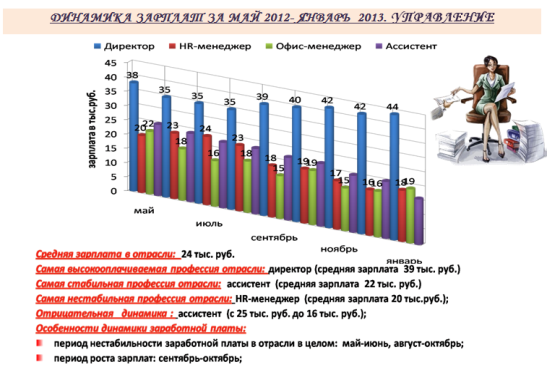 ДИНАМИКА ЗАРПЛАТ ЗА МАЙ 2012- ЯНВАРЬ 2013. УПРАВЛЕНИЕ
Директор HR-менеджер Офис-менеджер Ассистент
зарплата в тыс.руб.
45
40
35
30
25
20
15
10
5
0
38 35 35 35 39 40 42 42 44
20 23 24 23 18 19 17 16 18
22 18 16 18 15 19 15 16 19
май
июль
сентябрь
ноябрь
январь
Средняя зарплата в отрасли: 24 тыс. руб.
Самая высокооплачиваемая профессия отрасли: директор (средняя зарплата 39 тыс. руб.)
Самая стабильная профессия отрасли: ассистент (средняя зарплата 22 тыс. руб.)
Самая нестабильная профессия отрасли: HR-менеджер (средняя зарплата 20 тыс.руб.);
Отрицательная динамика : ассистент (с 25 тыс. руб. до 16 тыс. руб.);
Особенности динамики заработной платы:
период нестабильности заработной платы в отрасли в целом: май-июнь, август-октябрь;
период роста зарплат: сентябрь-октябрь;